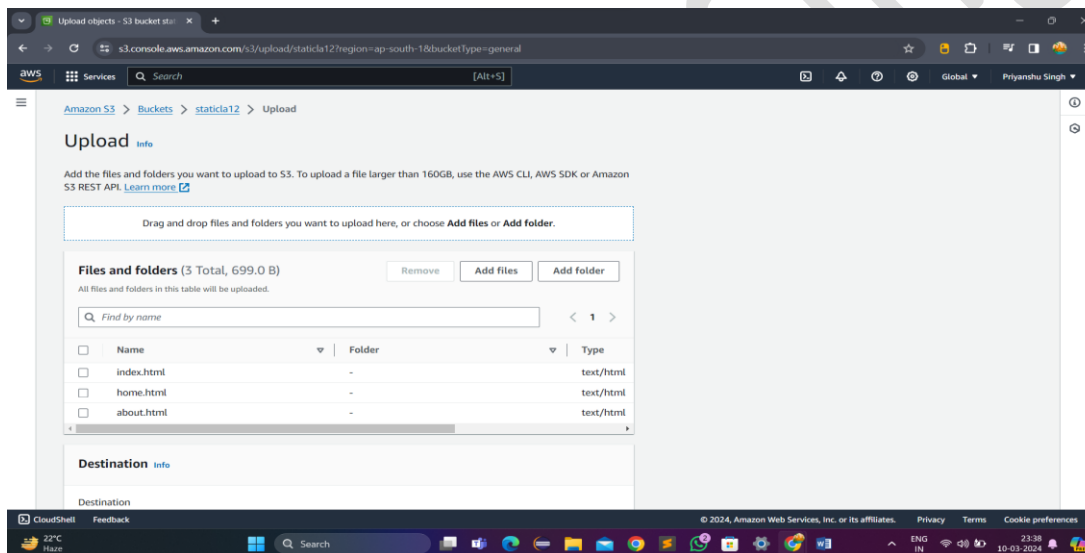 Upload objects - S3 bucket stat
s3.console.aws.amazon.com/s3/upload/staticla12?region=ap-south-1&bucketType=general
aws Services Search [Alt+S] Global Priyanshu Singh
Amazon S3 > Buckets > staticla12 > Upload
Upload Info
Add the files and folders you want to upload to S3. To upload a file larger than 160GB, use the AWS CLI, AWS SDK or Amazon
S3 REST API. Learn more
Drag and drop files and folders you want to upload here, or choose Add files or Add folder.
Files and folders (3 Total, 699.0 B) Remove Add files Add folder
All files and folders in this table will be uploaded.
Find by name < 1 >
Name Folder Type
index.html - text/html
home.html - text/html
about.html - text/html
Destination Info
Destination
CloudShell Feedback © 2024, Amazon Web Services, Inc. or its affiliates. Privacy Terms Cookie preferences
22°C Search ENG 23:38
Haze IN 10-03-2024